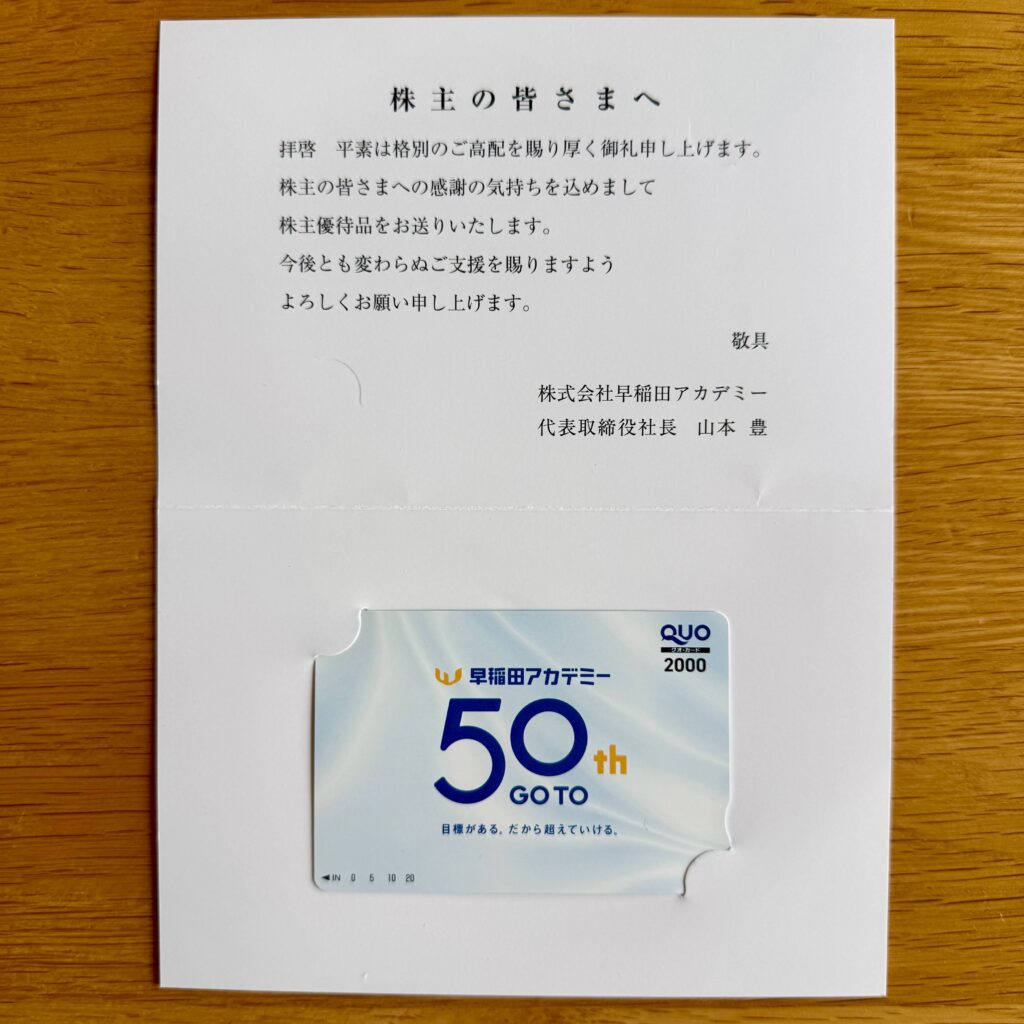 株主の皆さまへ
拝啓　平素は格別のご高配を賜り厚く御礼申し上げます。
株主の皆さまへの感謝の気持ちを込めまして
株主優待品をお送りいたします。
今後とも変わらぬご支援を賜りますよう
よろしくお願い申し上げます。
敬具
株式会社早稲田アカデミー
代表取締役社長　山本 豊
QUO
クオ・カード
2000
早稲田アカデミー
50th
GO TO
目標がある。だから超えていける。
◀IN 0 5 10 20